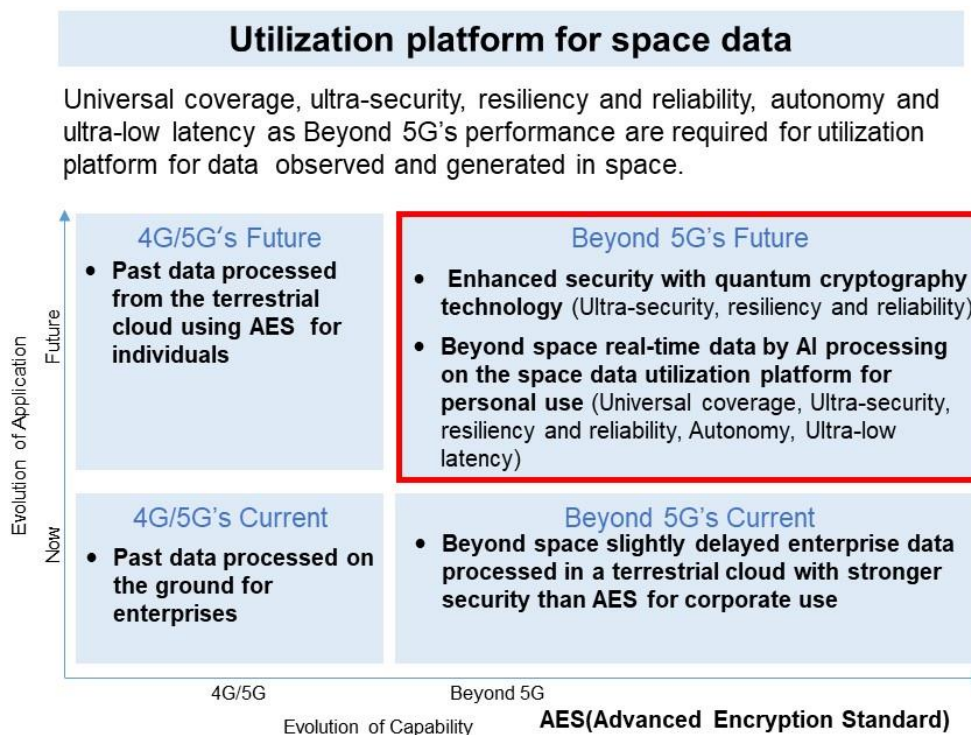 Utilization platform for space data
Universal coverage, ultra-security, resiliency and reliability, autonomy and
ultra-low latency as Beyond 5G's performance are required for utilization
platform for data observed and generated in space.
4G/5G's Future
• Past data processed
from the terrestrial
cloud using AES for
individuals
Beyond 5G's Future
• Enhanced security with quantum cryptography
technology (Ultra-security, resiliency and reliability)
• Beyond space real-time data by AI processing
on the space data utilization platform for
personal use (Universal coverage, Ultra-security,
resiliency and reliability, Autonomy, Ultra-low
latency)
Evolution of Application
Future
Now
4G/5G's Current
• Past data processed on
the ground for
enterprises
Beyond 5G's Current
• Beyond space slightly delayed enterprise data
processed in a terrestrial cloud with stronger
security than AES for corporate use
4G/5G
Beyond 5G
Evolution of Capability
AES(Advanced Encryption Standard)